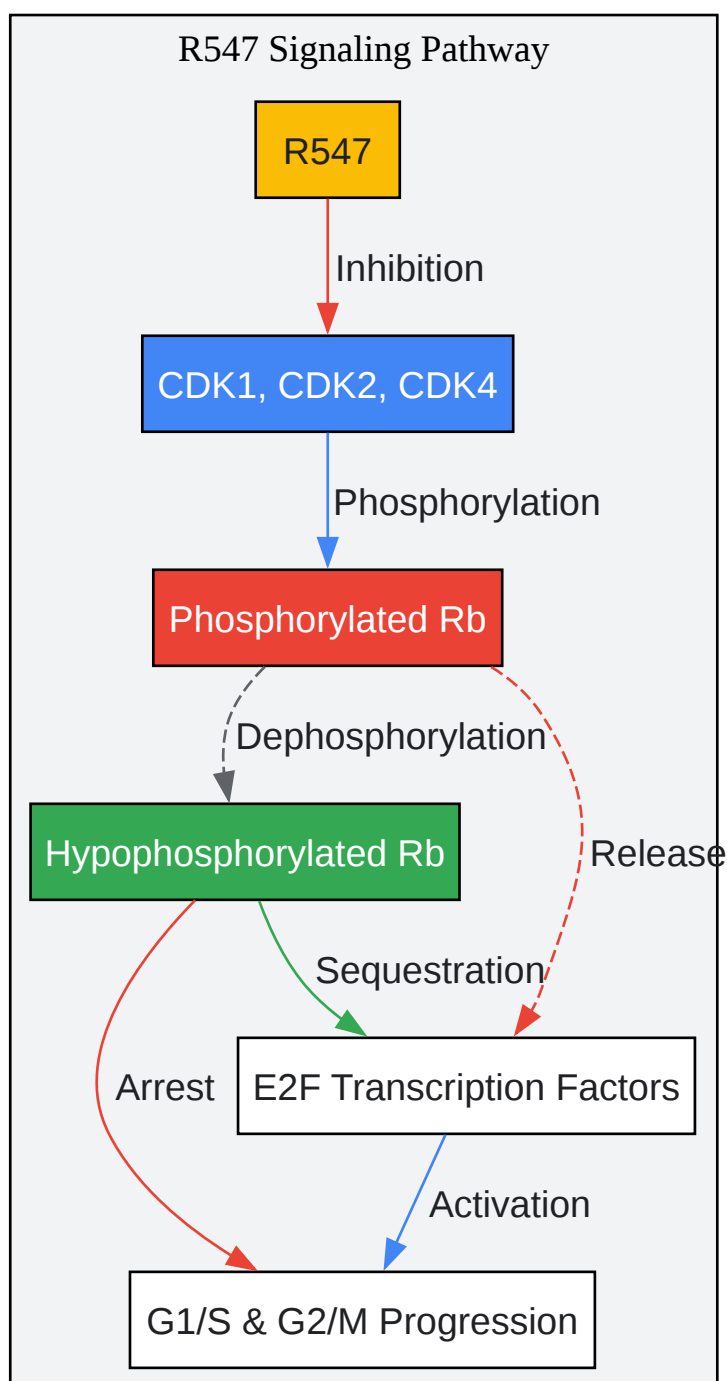 R547 Signaling Pathway
R547
Inhibition
CDK1, CDK2, CDK4
Phosphorylation
Phosphorylated Rb
Dephosphorylation
Hypophosphorylated Rb
Release
Sequestration
Arrest
E2F Transcription Factors
Activation
G1/S & G2/M Progression